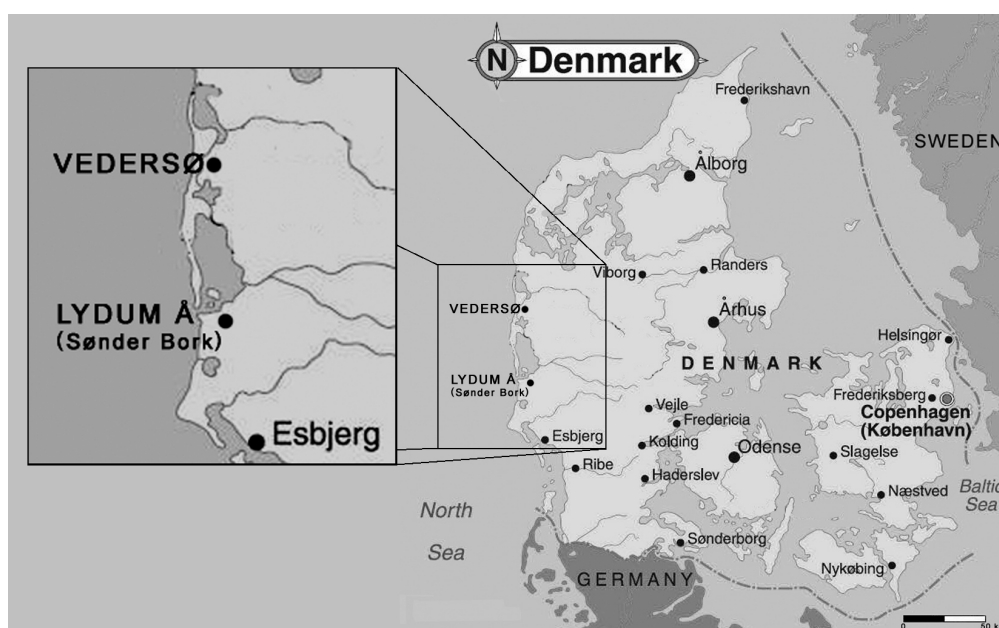 N Denmark
VEDERSØ
LYDUM Å
(Sønder Bork)
Esbjerg
Frederikshavn
SWEDEN
Ålborg
Viborg
Randers
VEDERSØ
Århus
Helsingør
DENMARK
LYDUM Å
(Sønder Bork)
Frederiksberg
Copenhagen
(København)
Vejle
Fredericia
Esbjerg
Kolding
Odense
Slagelse
Ribe
Haderslev
Næstved
Baltic
Sea
North
Sea
Sønderborg
Nykøbing
GERMANY
0
50 k